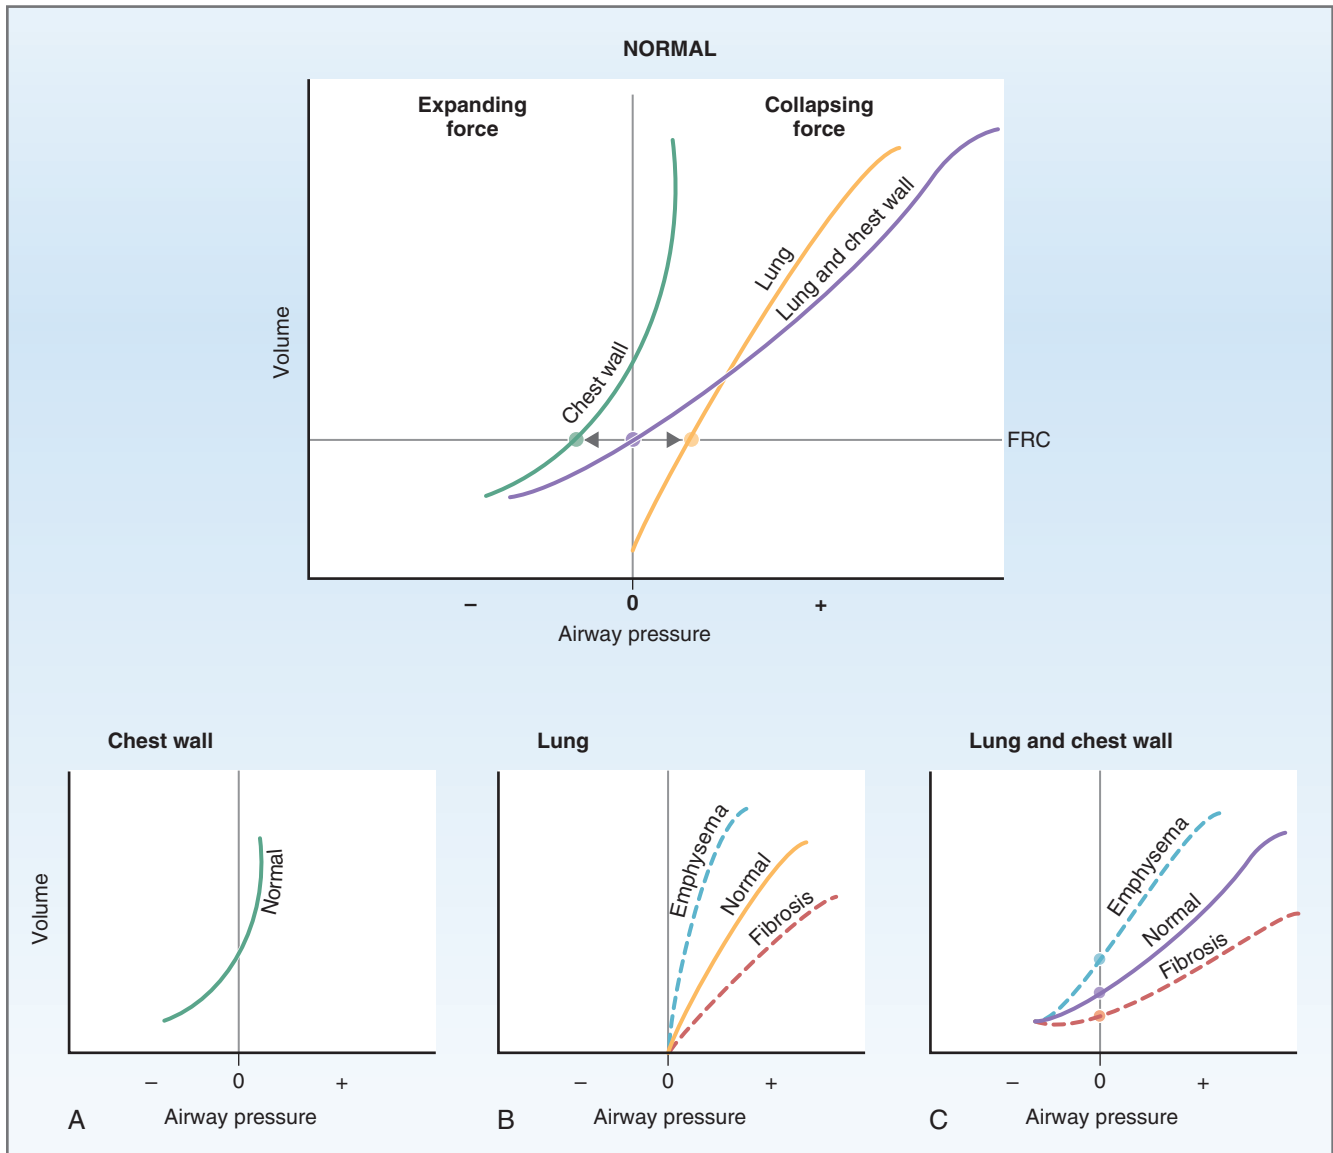 NORMAL
Expanding
force
Collapsing
force
Volume
Chest wall
Lung
Lung and chest wall
FRC
–
0
+
Airway pressure
Chest wall
Volume
Normal
–
0
+
A
Airway pressure
Lung
Emphysema
Normal
Fibrosis
–
0
+
B
Airway pressure
Lung and chest wall
Emphysema
Normal
Fibrosis
–
0
+
C
Airway pressure